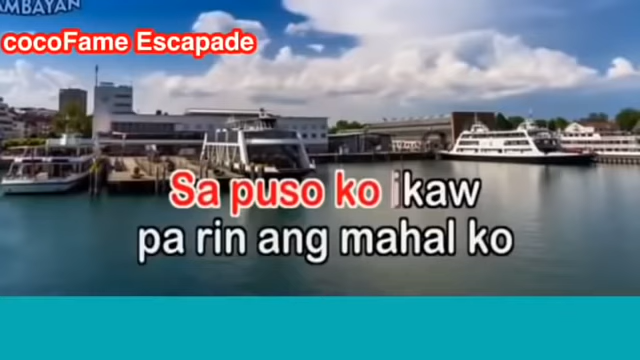 AMBAYAN
cocoFame Escapade
Sa puso ko ikaw
pa rin ang mahal ko